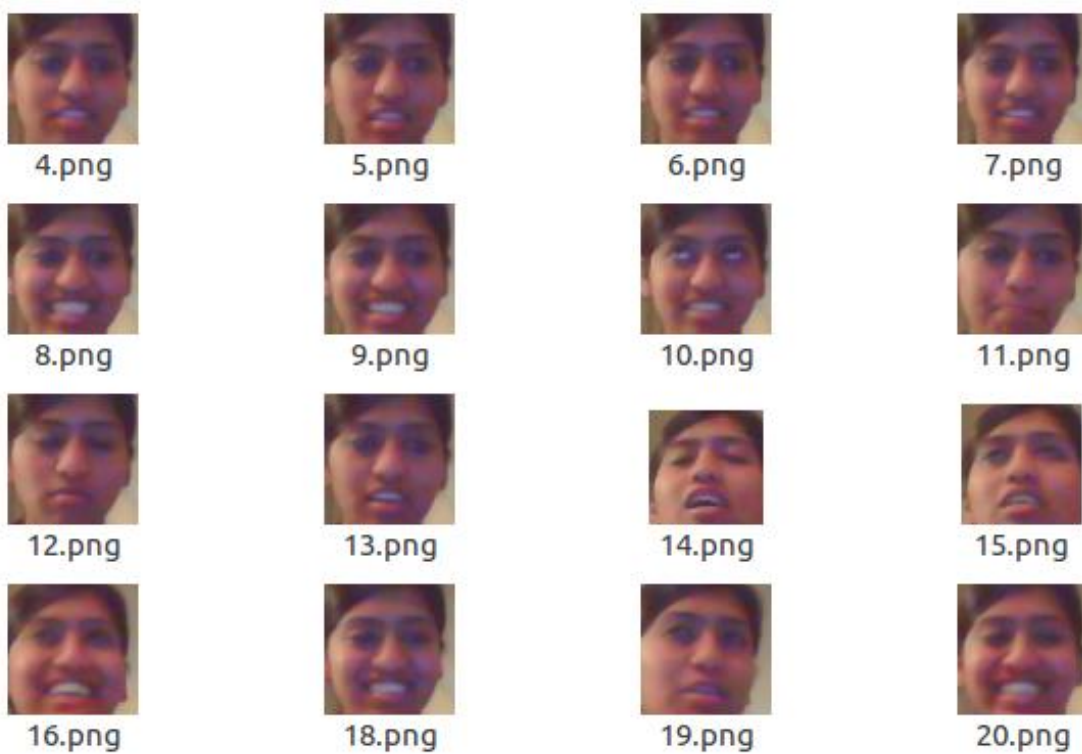 4.png 5.png 6.png 7.png
8.png 9.png 10.png 11.png
12.png 13.png 14.png 15.png
16.png 18.png 19.png 20.png